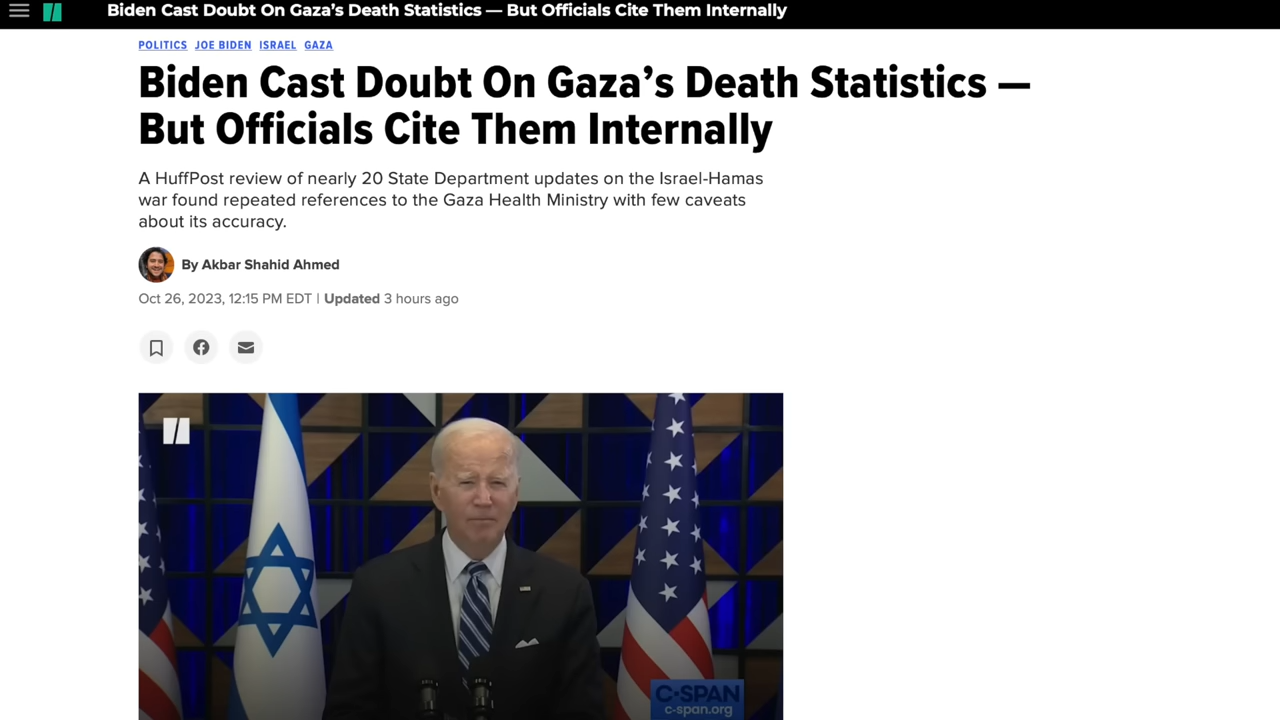 Biden Cast Doubt On Gaza’s Death Statistics — But Officials Cite Them Internally
POLITICS JOE BIDEN ISRAEL GAZA
Biden Cast Doubt On Gaza’s Death Statistics —
But Officials Cite Them Internally
A HuffPost review of nearly 20 State Department updates on the Israel-Hamas
war found repeated references to the Gaza Health Ministry with few caveats
about its accuracy.
By Akbar Shahid Ahmed
Oct 26, 2023, 12:15 PM EDT | Updated 3 hours ago
C-SPAN
c-span.org